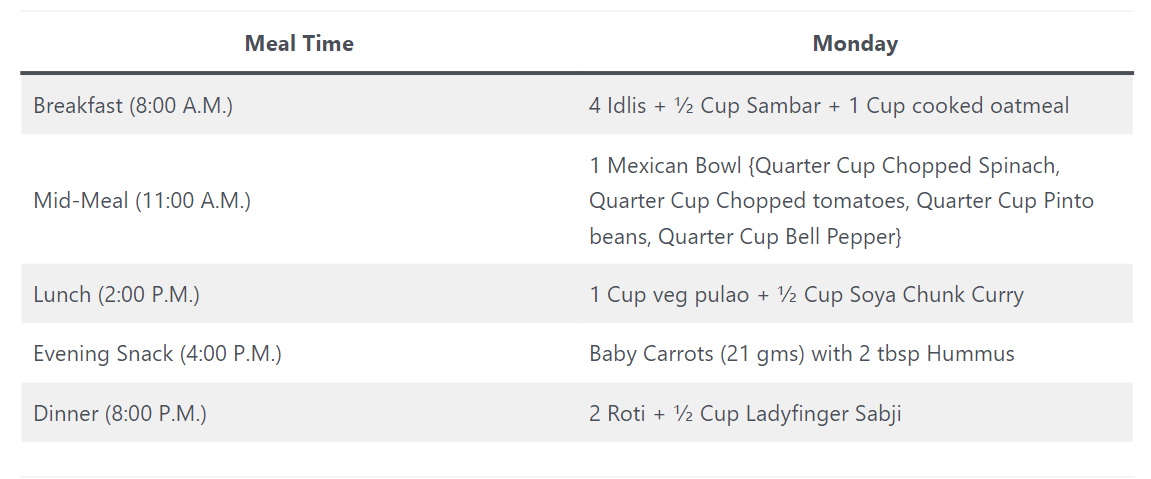 Meal Time Monday
Breakfast (8:00 A.M.) 4 Idlis + ½ Cup Sambar + 1 Cup cooked oatmeal
1 Mexican Bowl {Quarter Cup Chopped Spinach,
Mid-Meal (11:00 A.M.) Quarter Cup Chopped tomatoes, Quarter Cup Pinto
beans, Quarter Cup Bell Pepper}
Lunch (2:00 P.M.) 1 Cup veg pulao + ½ Cup Soya Chunk Curry
Evening Snack (4:00 P.M.) Baby Carrots (21 gms) with 2 tbsp Hummus
Dinner (8:00 P.M.) 2 Roti + ½ Cup Ladyfinger Sabji